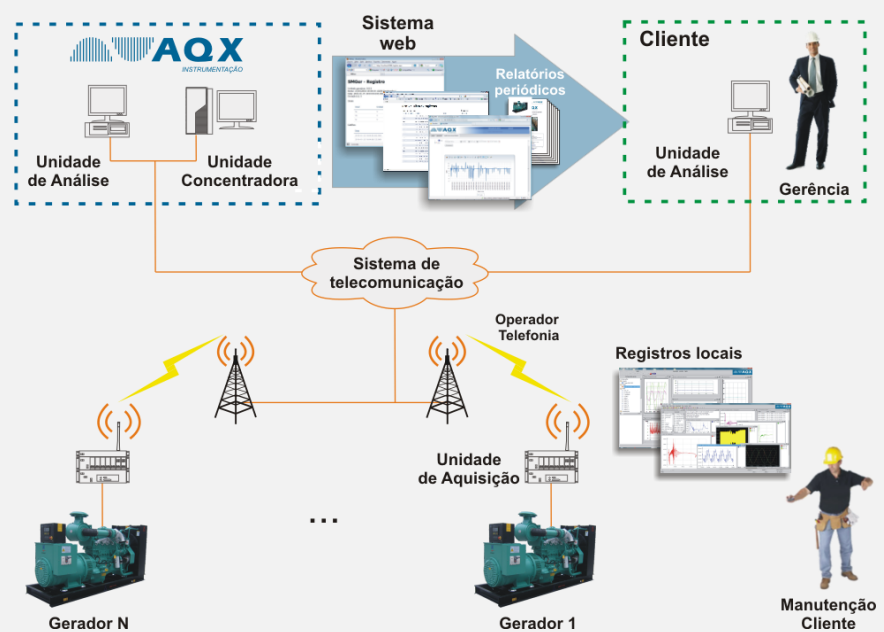 AQX
INSTRUMENTAÇÃO
Unidade
de Análise
Unidade
Concentradora
Sistema
web
Relatórios
periódicos
Cliente
Unidade
de Análise
Gerência
Sistema de
telecomunicação
Operador
Telefonia
Registros locais
Unidade
de Aquisição
...
Gerador N
Gerador 1
Manutenção
Cliente